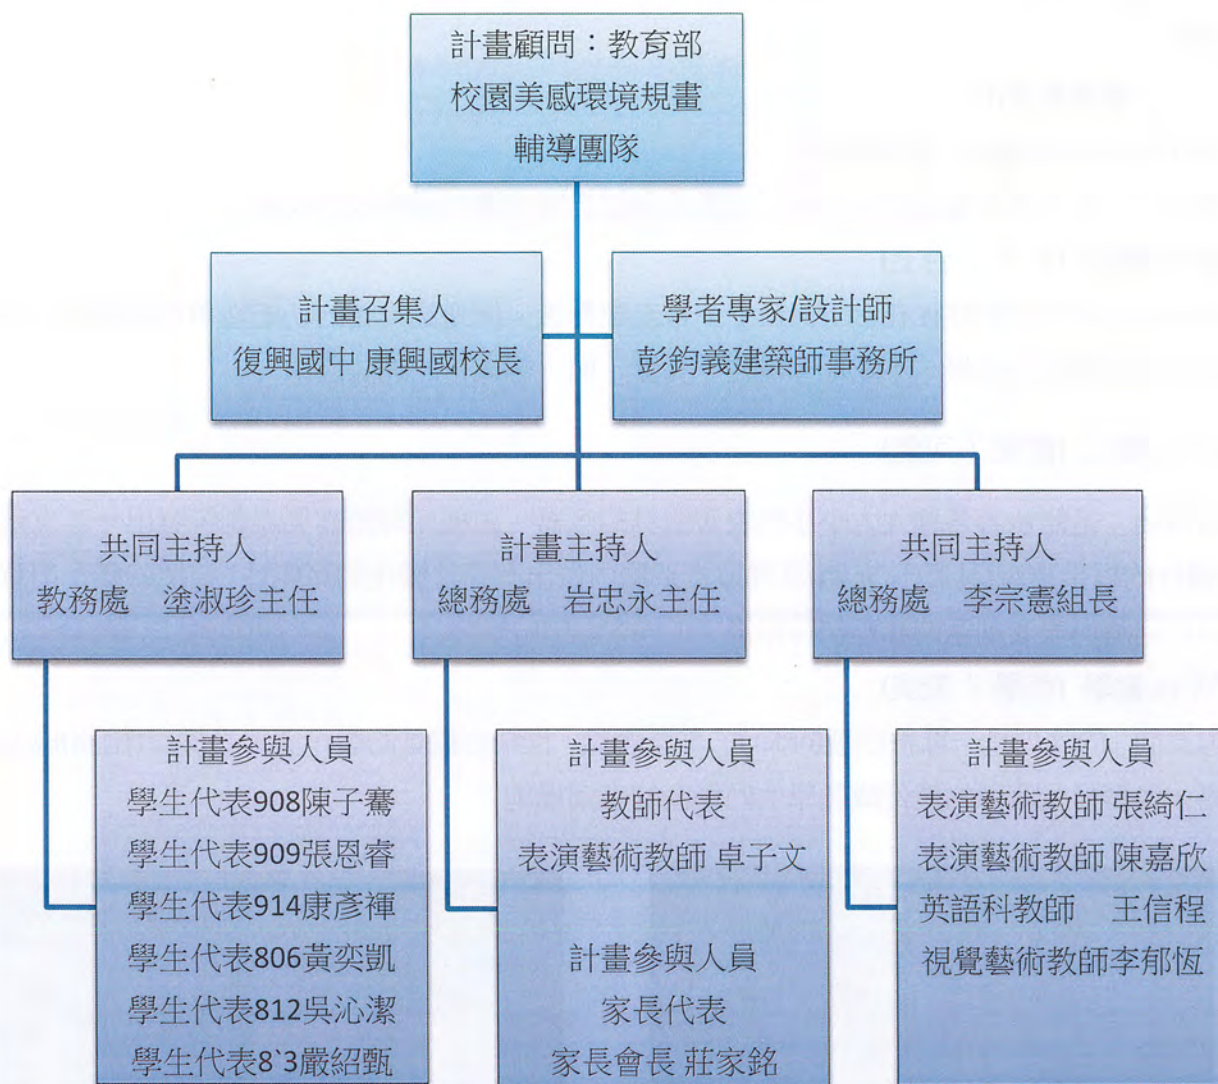 計畫顧問：教育部
校園美感環境規畫
輔導團隊
計畫召集人
復興國中 康興國校長
學者專家/設計師
彭鈞義建築師事務所
共同主持人
教務處　塗淑珍主任
計畫主持人
總務處　岩忠永主任
共同主持人
總務處　李宗憲組長
計畫參與人員
學生代表908陳子騫
學生代表909張恩睿
學生代表914康彥褌
學生代表806黃奕凱
學生代表812吳沁潔
學生代表8`3嚴紹甄
計畫參與人員
教師代表
表演藝術教師 卓子文
計畫參與人員
家長代表
家長會長 莊家銘
計畫參與人員
表演藝術教師 張綺仁
表演藝術教師 陳嘉欣
英語科教師　王信程
視覺藝術教師李郁恆